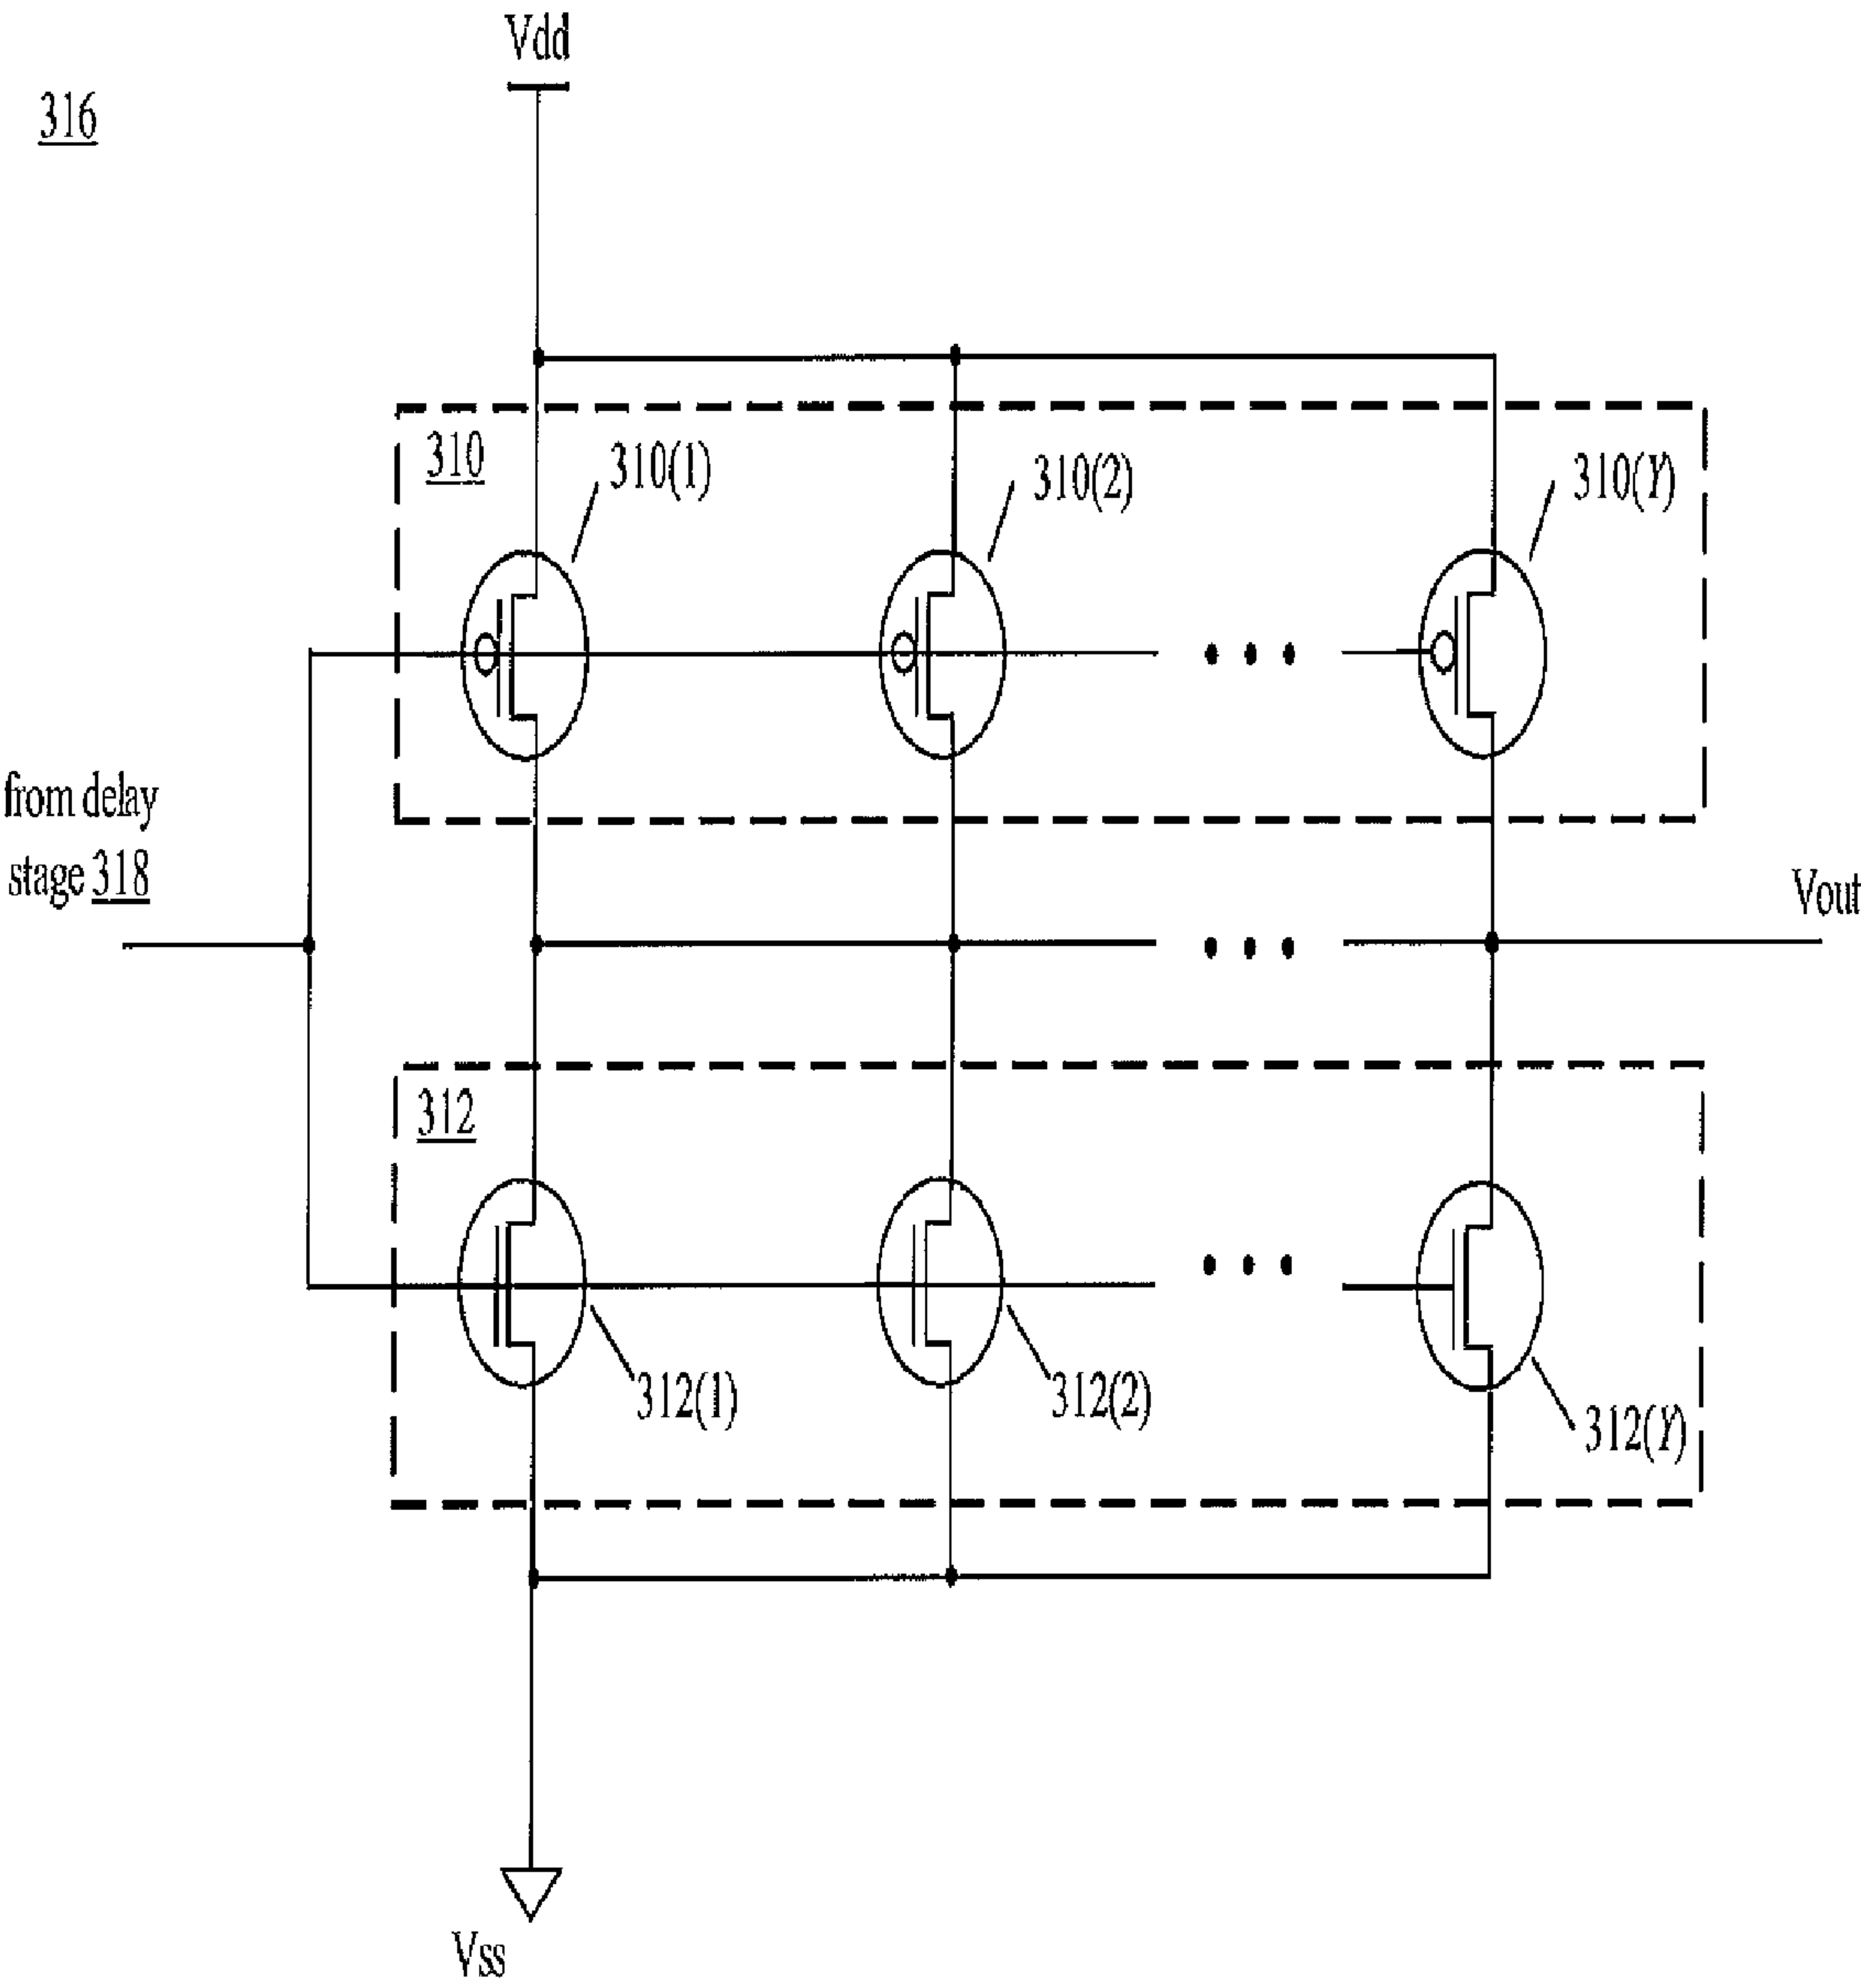 Vdd
316
310
310(1)
310(2)
310(Y)
from delay
stage 318
Vout
312
312(1)
312(2)
312(Y)
Vss